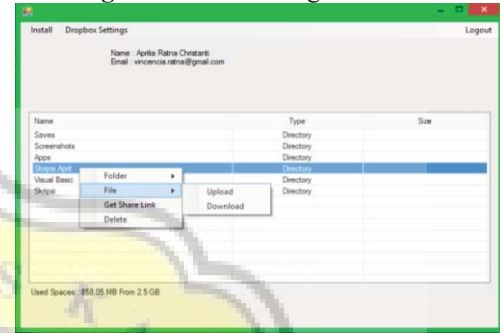 Install Dropbox Settings Logout
Name : Aprilia Ratna Christanti
Email : vincencia.ratna@gmail.com
Name Type Size
Saves Directory
Screenshots Directory
Apps Directory
Skripsi April Directory
Visual Basic Directory
Skripsi Directory
Folder
File
Get Share Link
Delete
Upload
Download
Used Spaces : 858.05 MB From 2.5 GB